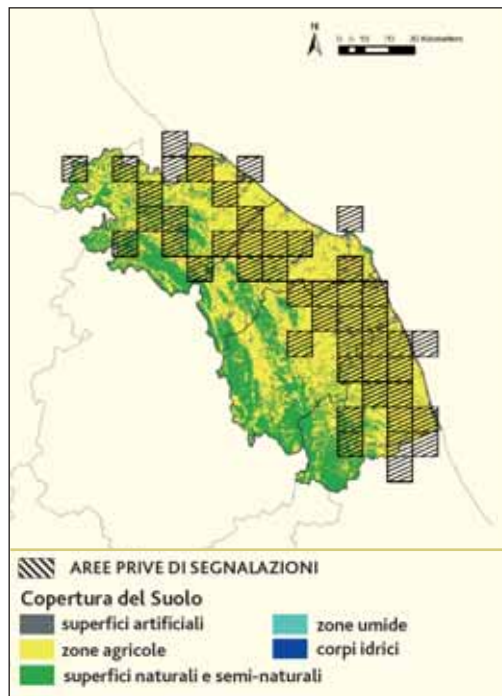 N
AREE PRIVE DI SEGNALAZIONI
Copertura del Suolo
superfici artificiali
zone umide
zone agricole
corpi idrici
superfici naturali e semi-naturali